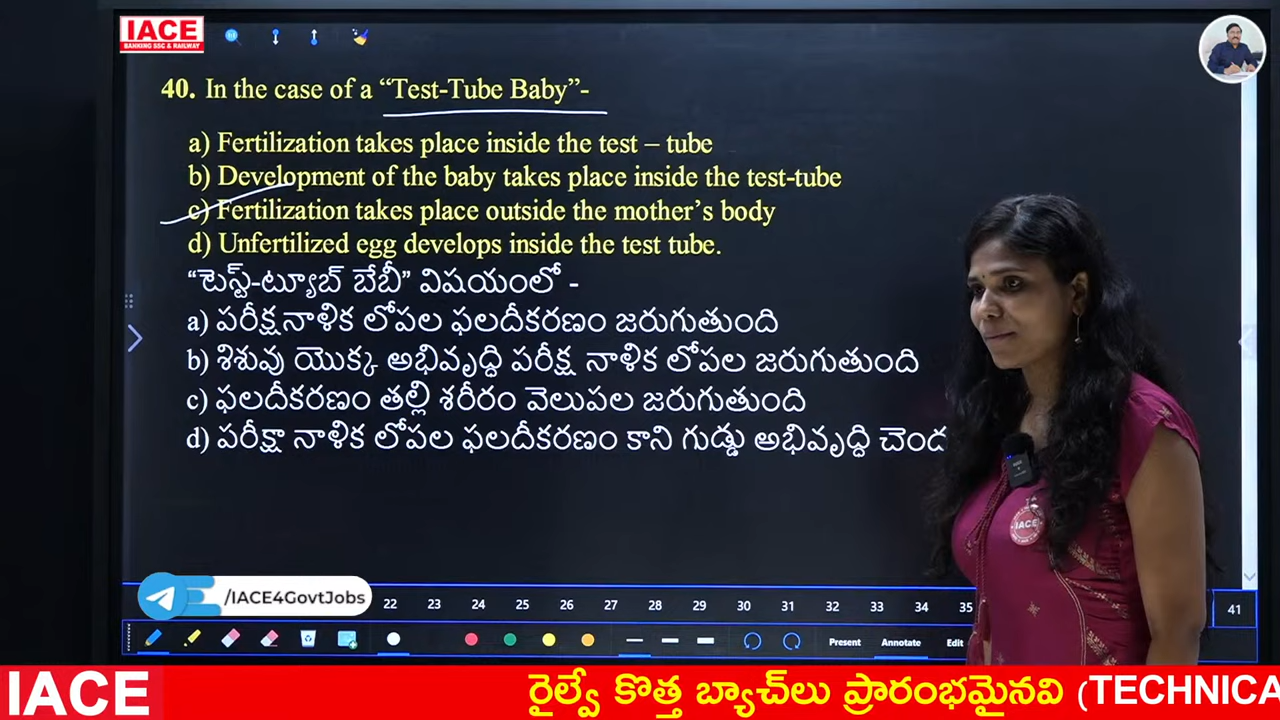 IACE
BANKING SSC & RAILWAY
40. In the case of a “Test-Tube Baby”-
a) Fertilization takes place inside the test – tube
b) Development of the baby takes place inside the test-tube
c) Fertilization takes place outside the mother’s body
d) Unfertilized egg develops inside the test tube.
“టెస్ట్-ట్యూబ్ బేబీ” విషయంలో -
a) పరీక్ష నాళిక లోపల ఫలదీకరణం జరుగుతుంది
b) శిశువు యొక్క అభివృద్ధి పరీక్ష నాళిక లోపల జరుగుతుంది
c) ఫలదీకరణం తల్లి శరీరం వెలుపల జరుగుతుంది
d) పరీక్షా నాళిక లోపల ఫలదీకరణం కాని గుడ్డు అభివృద్ధి చెంద
IACE
/IACE4GovtJobs 22 23 24 25 26 27 28 29 30 31 32 33 34 35 41
Present Annotate Edit
IACE రైల్వే కొత్త బ్యాచ్‌లు ప్రారంభమైనవి (TECHNICA